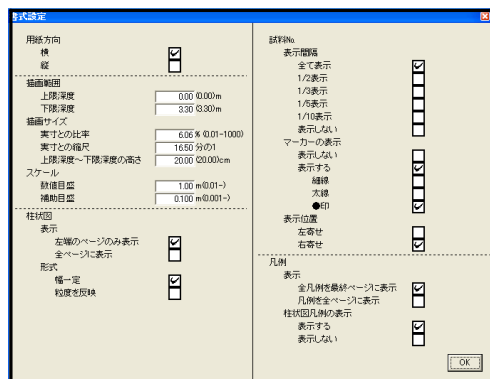 書式設定
用紙方向
横
縦
描画範囲
上限深度 0.00 (0.00)m
下限深度 3.30 (3.30)m
描画サイズ
実寸との比率 6.06 % (0.01-1000)
実寸との縮尺 16.50 分の1
上限深度～下限深度の高さ 20.00 (20.00)cm
スケール
数値目盛 1.00 m(0.01-)
補助目盛 0.100 m(0.001-)
柱状図
表示
左端のページのみ表示
全ページに表示
形式
幅一定
粒度を反映
試料No.
表示間隔
全て表示
1/2表示
1/3表示
1/5表示
1/10表示
表示しない
マーカーの表示
表示しない
表示する
細線
太線
●印
表示位置
左寄せ
右寄せ
凡例
表示
全凡例を最終ページに表示
凡例を全ページに表示
柱状図凡例の表示
表示する
表示しない
OK